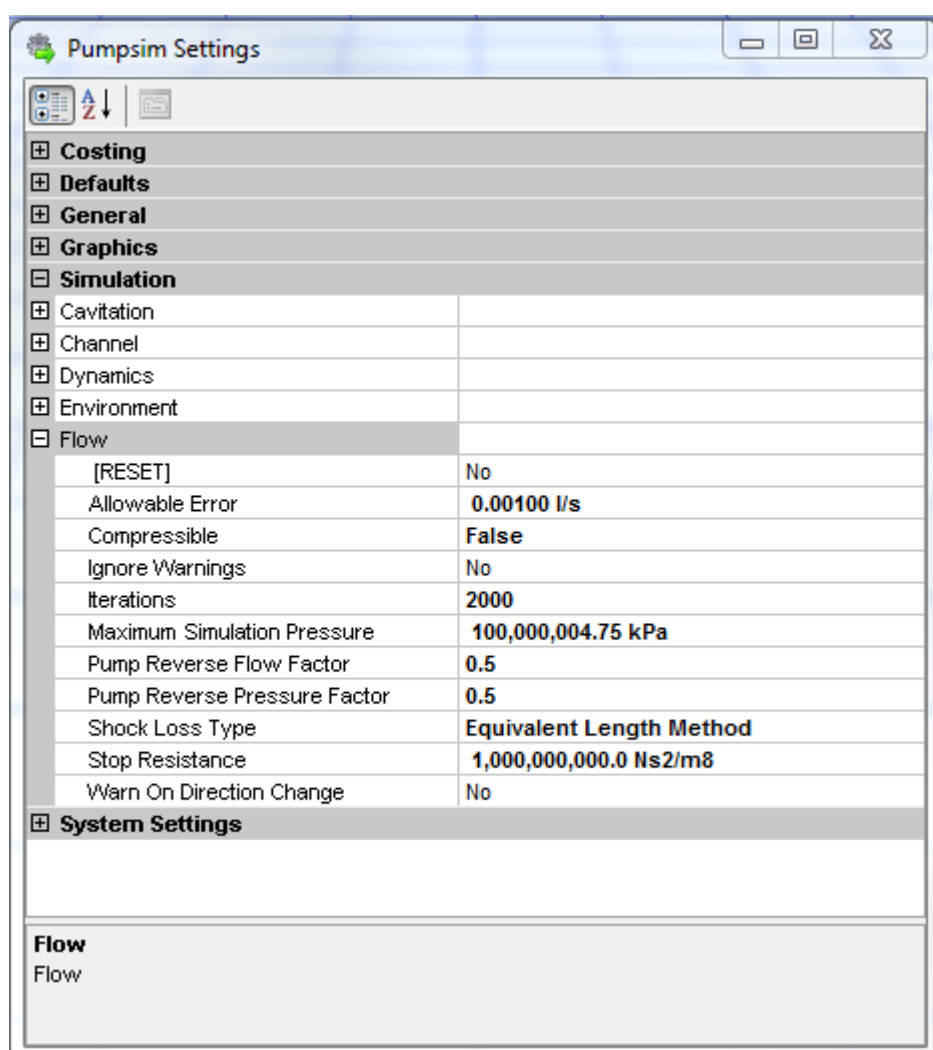 Pumpsim Settings
Costing
Defaults
General
Graphics
Simulation
Cavitation
Channel
Dynamics
Environment
Flow
[RESET] No
Allowable Error 0.00100 l/s
Compressible False
Ignore Warnings No
Iterations 2000
Maximum Simulation Pressure 100,000,004.75 kPa
Pump Reverse Flow Factor 0.5
Pump Reverse Pressure Factor 0.5
Shock Loss Type Equivalent Length Method
Stop Resistance 1,000,000,000.0 Ns2/m8
Warn On Direction Change No
System Settings
Flow
Flow